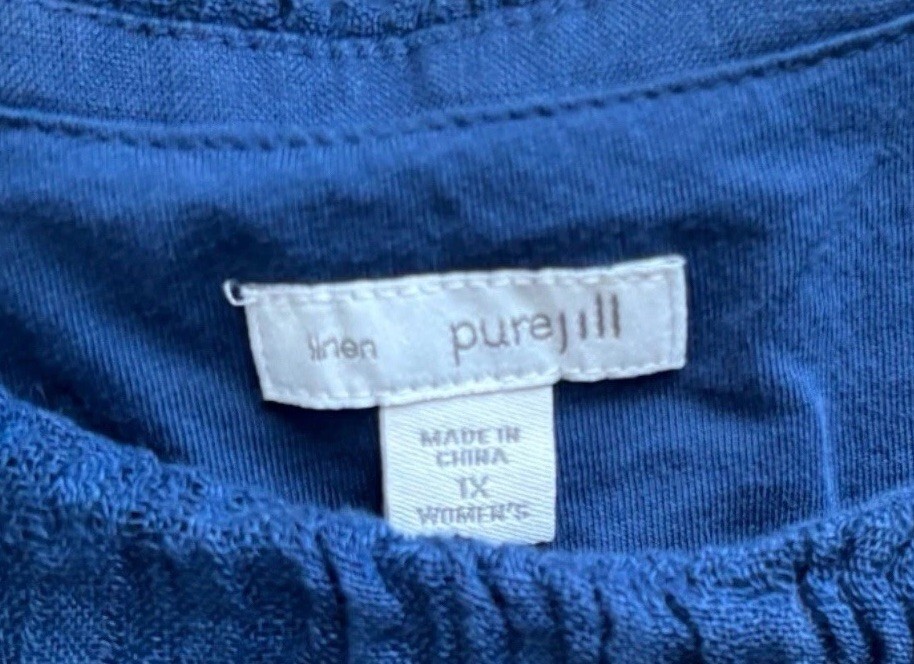 linen purejill
MADE IN
CHINA
1X
WOMEN'S